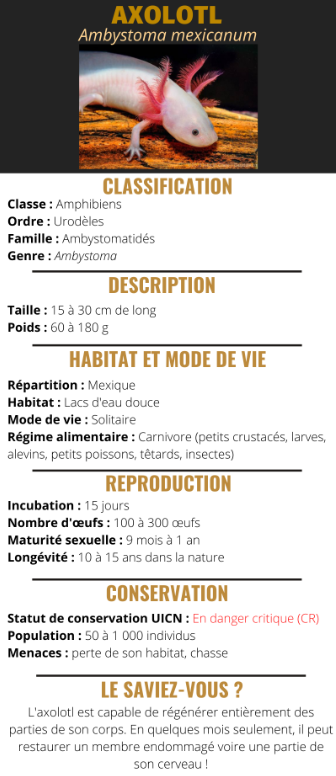 AXOLOTL
Ambystoma mexicanum
CLASSIFICATION
Classe : Amphibiens
Ordre : Urodèles
Famille : Ambystomatidés
Genre : Ambystoma
DESCRIPTION
Taille : 15 à 30 cm de long
Poids : 60 à 180 g
HABITAT ET MODE DE VIE
Répartition : Mexique
Habitat : Lacs d'eau douce
Mode de vie : Solitaire
Régime alimentaire : Carnivore (petits crustacés, larves,
alevins, petits poissons, têtards, insectes)
REPRODUCTION
Incubation : 15 jours
Nombre d'œufs : 100 à 300 œufs
Maturité sexuelle : 9 mois à 1 an
Longévité : 10 à 15 ans dans la nature
CONSERVATION
Statut de conservation UICN : En danger critique (CR)
Population : 50 à 1 000 individus
Menaces : perte de son habitat, chasse
LE SAVIEZ-VOUS ?
L'axolotl est capable de régénérer entièrement des
parties de son corps. En quelques mois seulement, il peut
restaurer un membre endommagé voire une partie de
son cerveau !